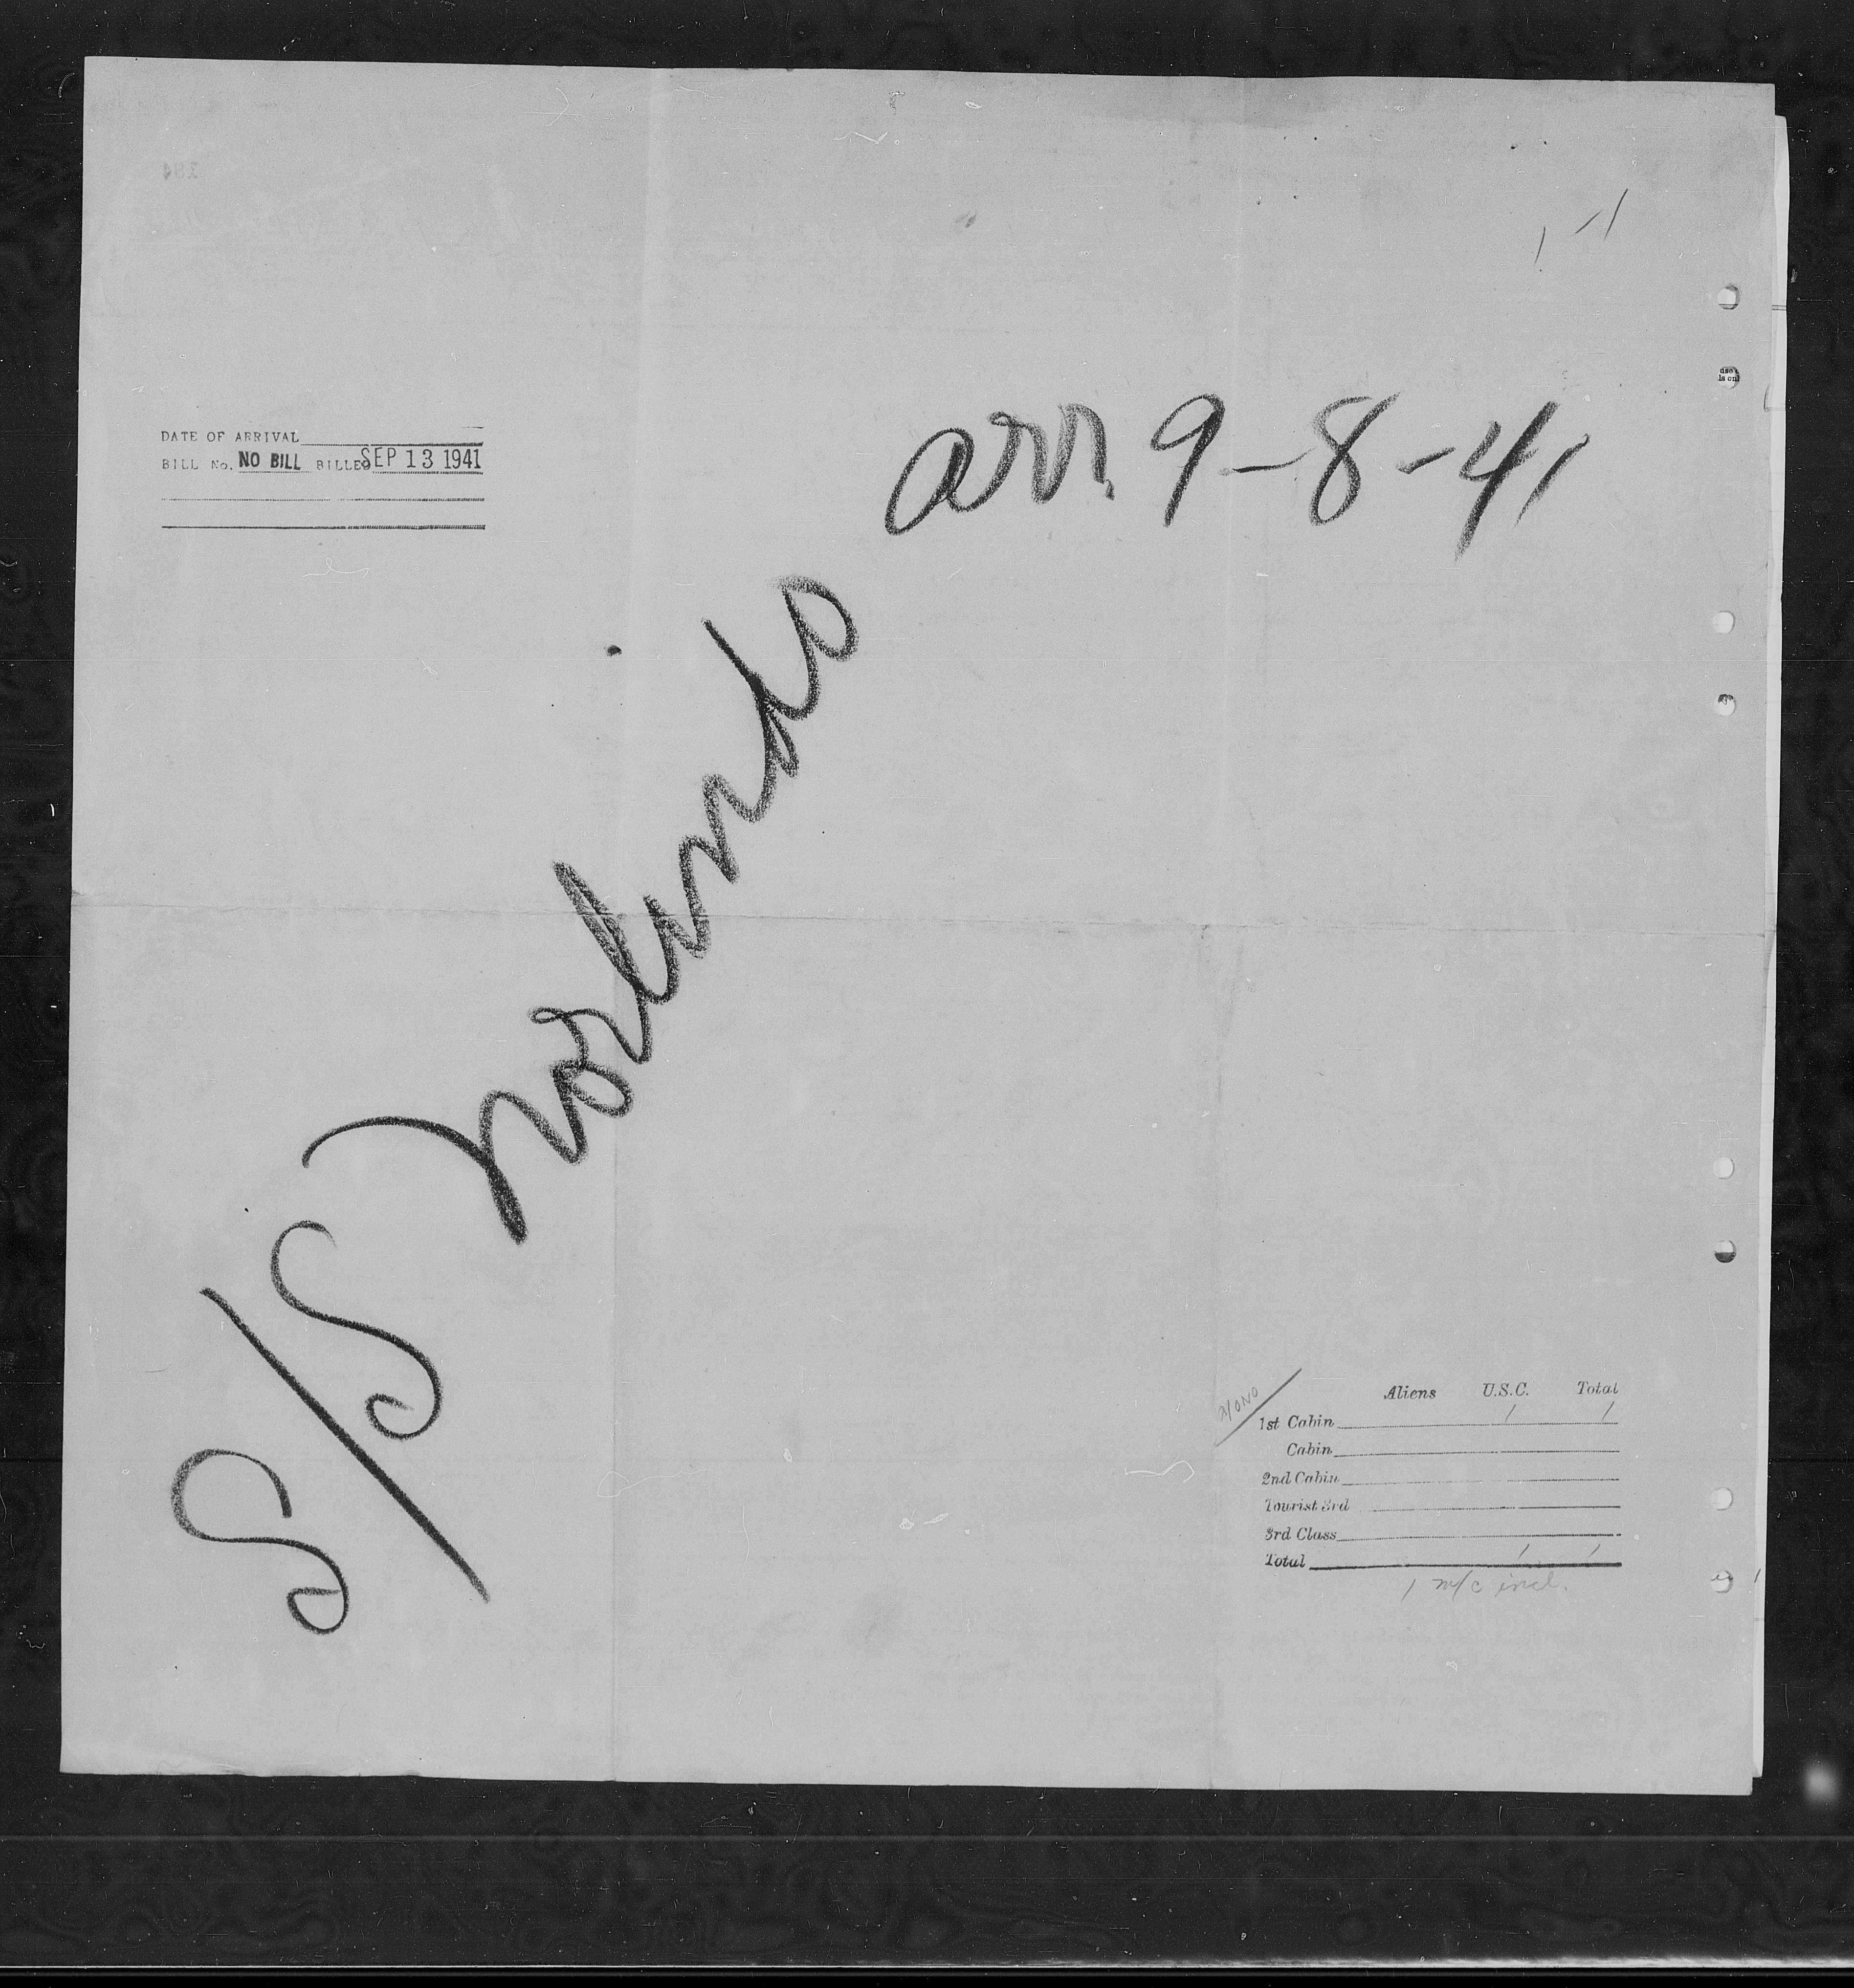 DATE OF ARRIVAL
BILL No. NO BILL BILLED SEP 13 1941
arr. 9-8-41
S/S Norlindo
Aliens U.S.C. Total
1st Cabin / /
Cabin
2nd Cabin
Tourist 3rd
3rd Class
Total / /
1 m/c incl.